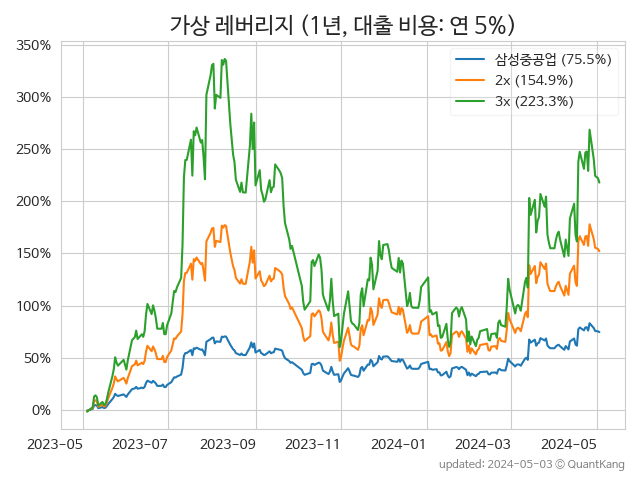 가상 레버리지 (1년, 대출 비용: 연 5%)
350%
300%
250%
200%
150%
100%
50%
0%
삼성중공업 (75.5%)
2x (154.9%)
3x (223.3%)
2023-05 2023-07 2023-09 2023-11 2024-01 2024-03 2024-05
updated: 2024-05-03 © QuantKang